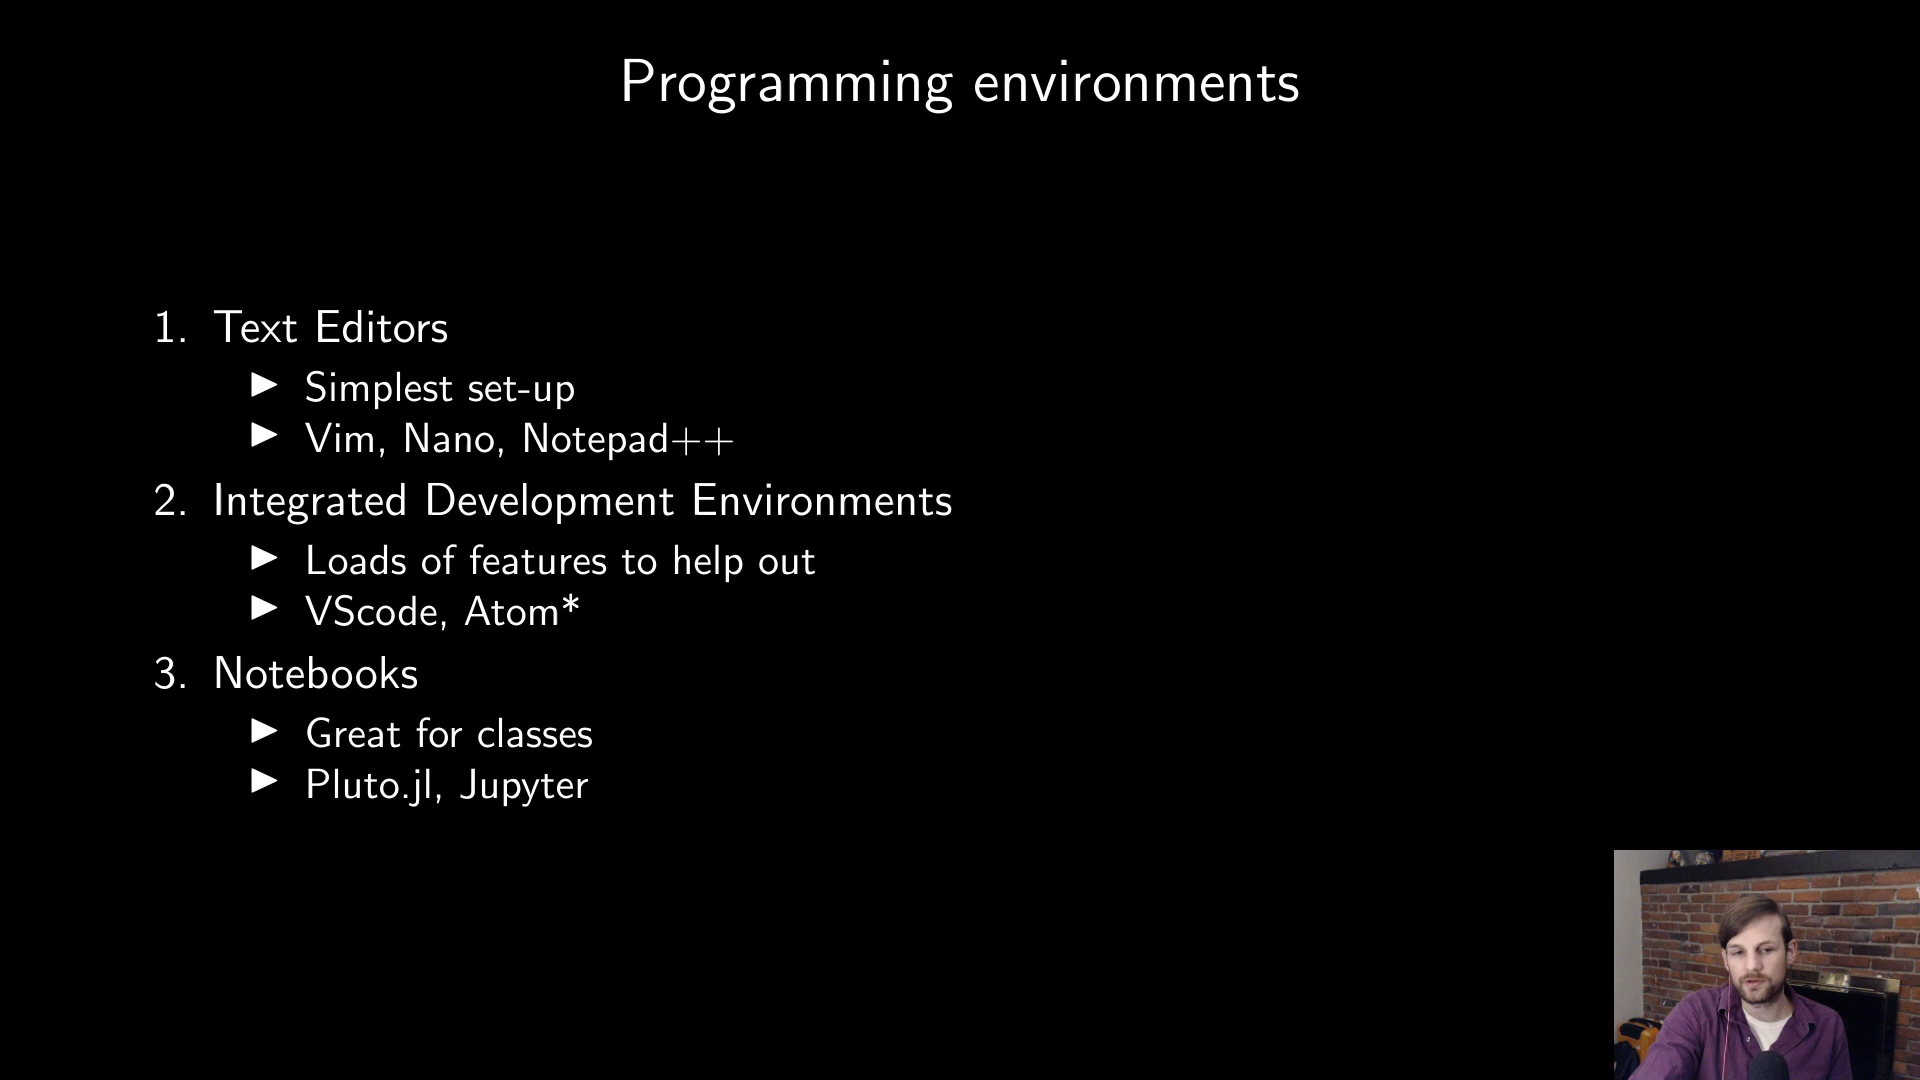 Programming environments
1. Text Editors
▶ Simplest set-up
▶ Vim, Nano, Notepad++
2. Integrated Development Environments
▶ Loads of features to help out
▶ VScode, Atom*
3. Notebooks
▶ Great for classes
▶ Pluto.jl, Jupyter